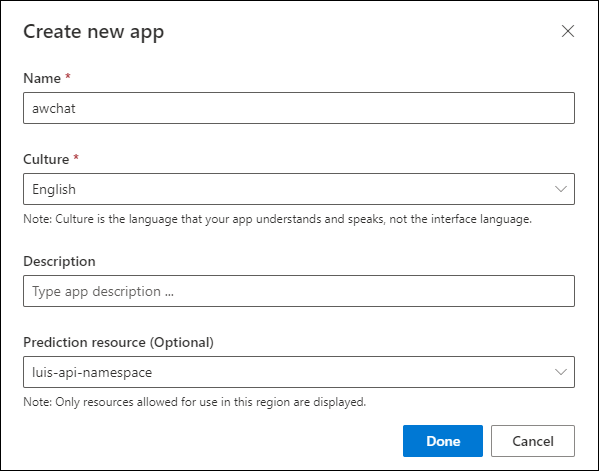 Create new app
Name *
awchat
Culture *
English
Note: Culture is the language that your app understands and speaks, not the interface language.
Description
Type app description ...
Prediction resource (Optional)
luis-api-namespace
Note: Only resources allowed for use in this region are displayed.
Done Cancel